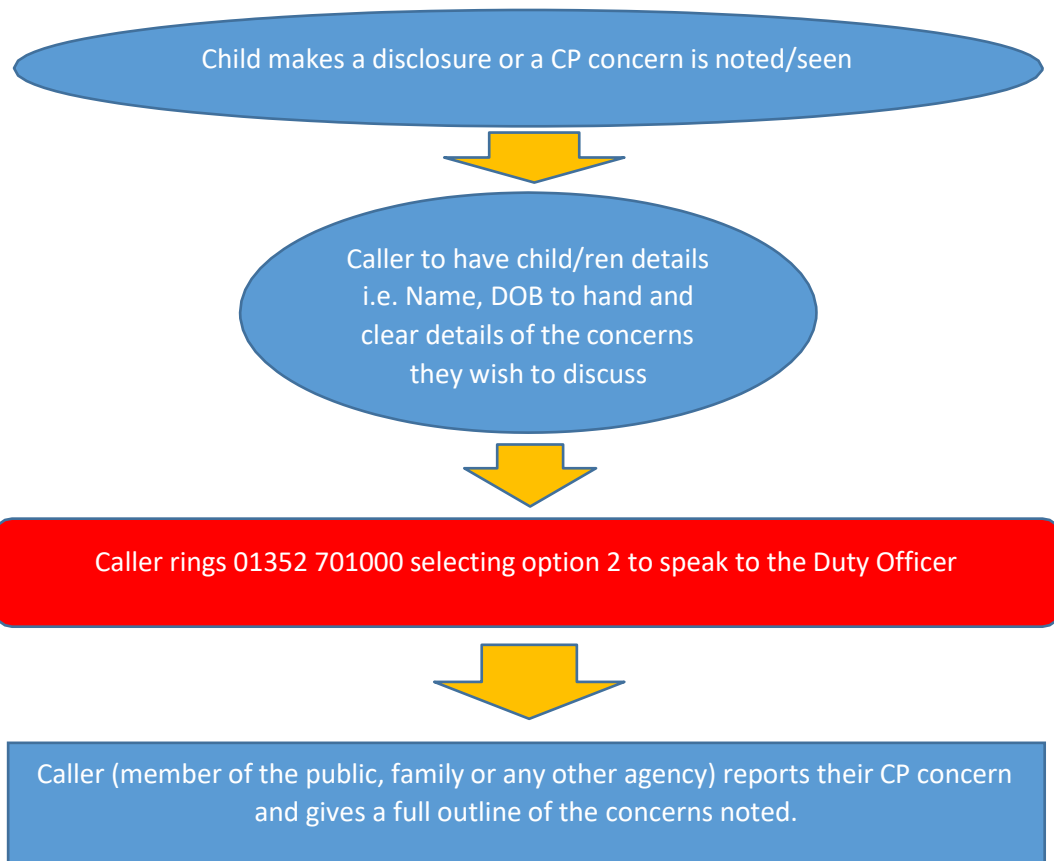 Child makes a disclosure or a CP concern is noted/seen
Caller to have child/ren details
i.e. Name, DOB to hand and
clear details of the concerns
they wish to discuss
Caller rings 01352 701000 selecting option 2 to speak to the Duty Officer
Caller (member of the public, family or any other agency) reports their CP concern
and gives a full outline of the concerns noted.